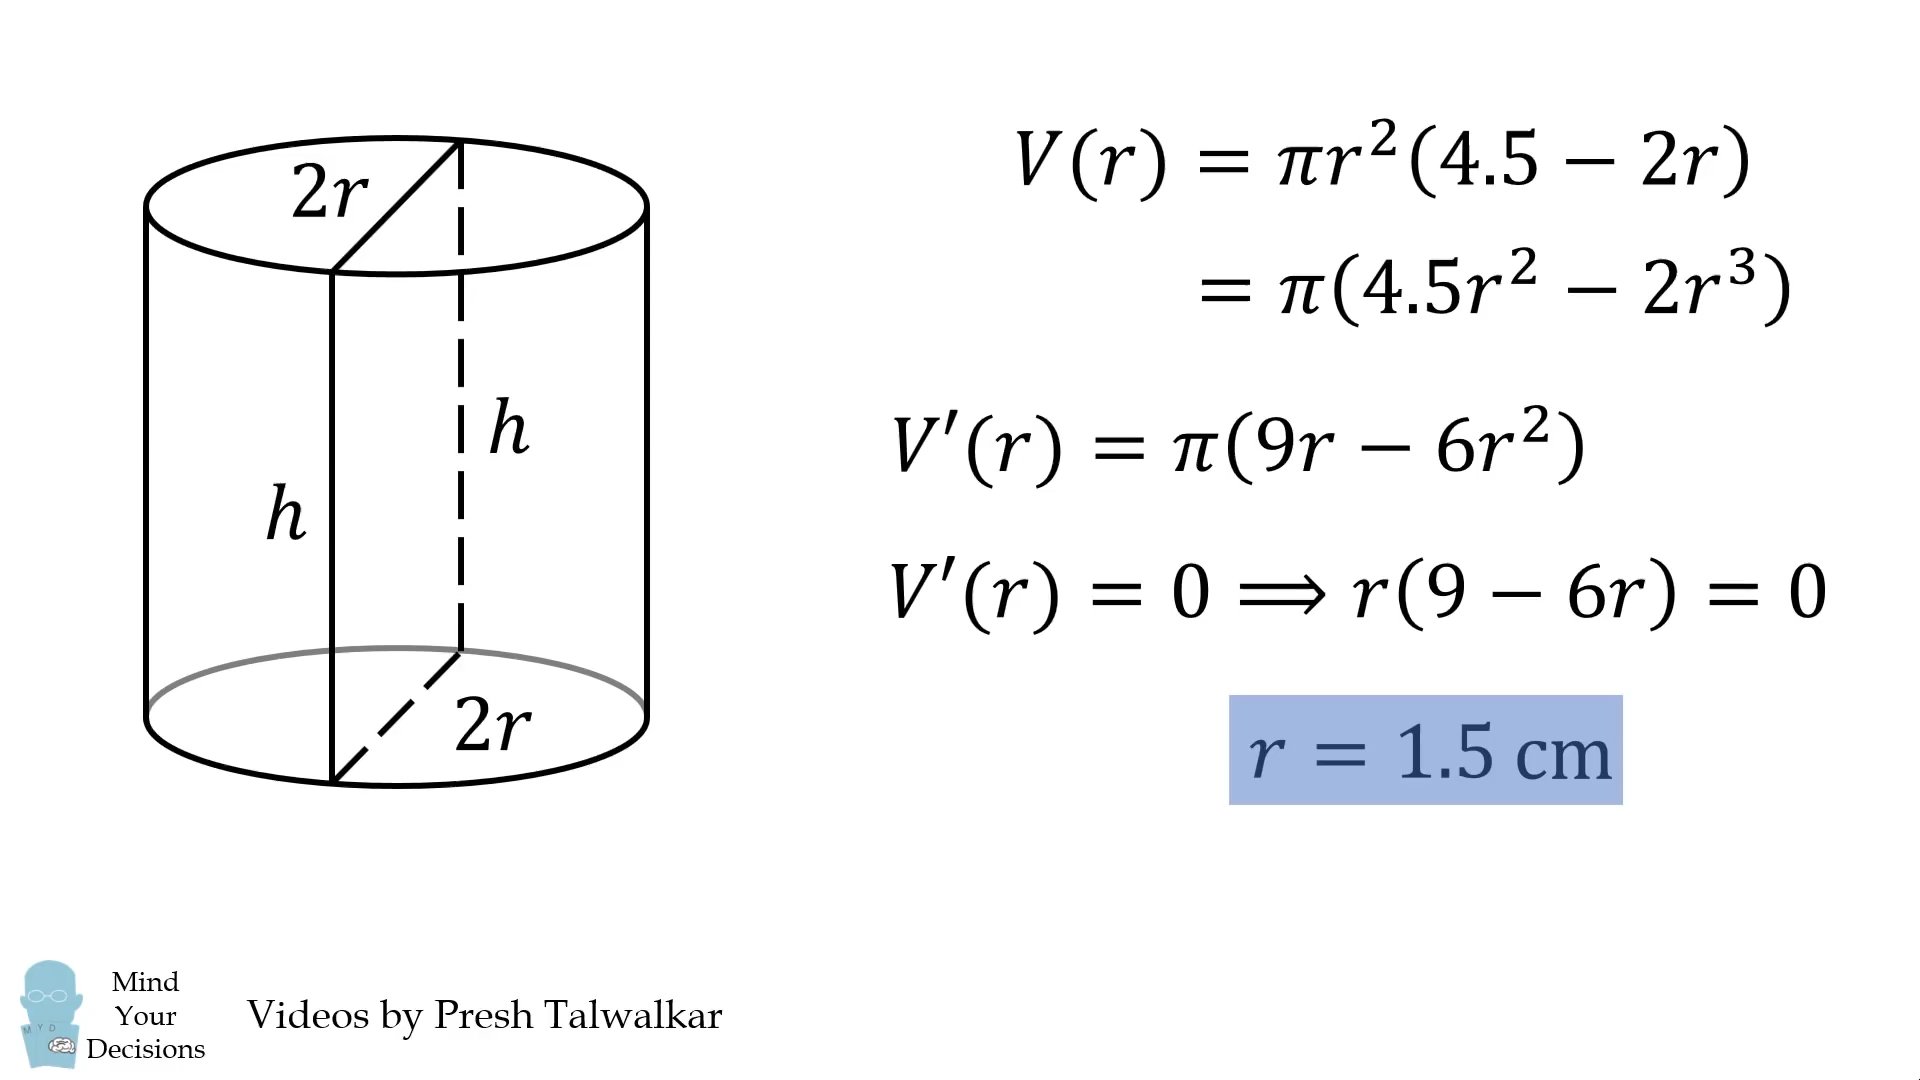 2r
h
h
2r
V(r) = πr²(4.5 − 2r)
= π(4.5r² − 2r³)
V′(r) = π(9r − 6r²)
V′(r) = 0 ⟹ r(9 − 6r) = 0
r = 1.5 cm
M Y D
Mind
Your
Decisions
Videos by Presh Talwalkar